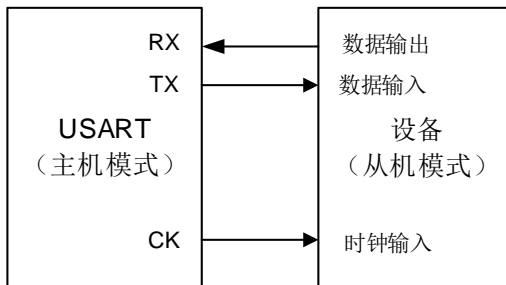 RX
数据输出
TX
数据输入
USART
(主机模式)
设备
(从机模式)
CK
时钟输入